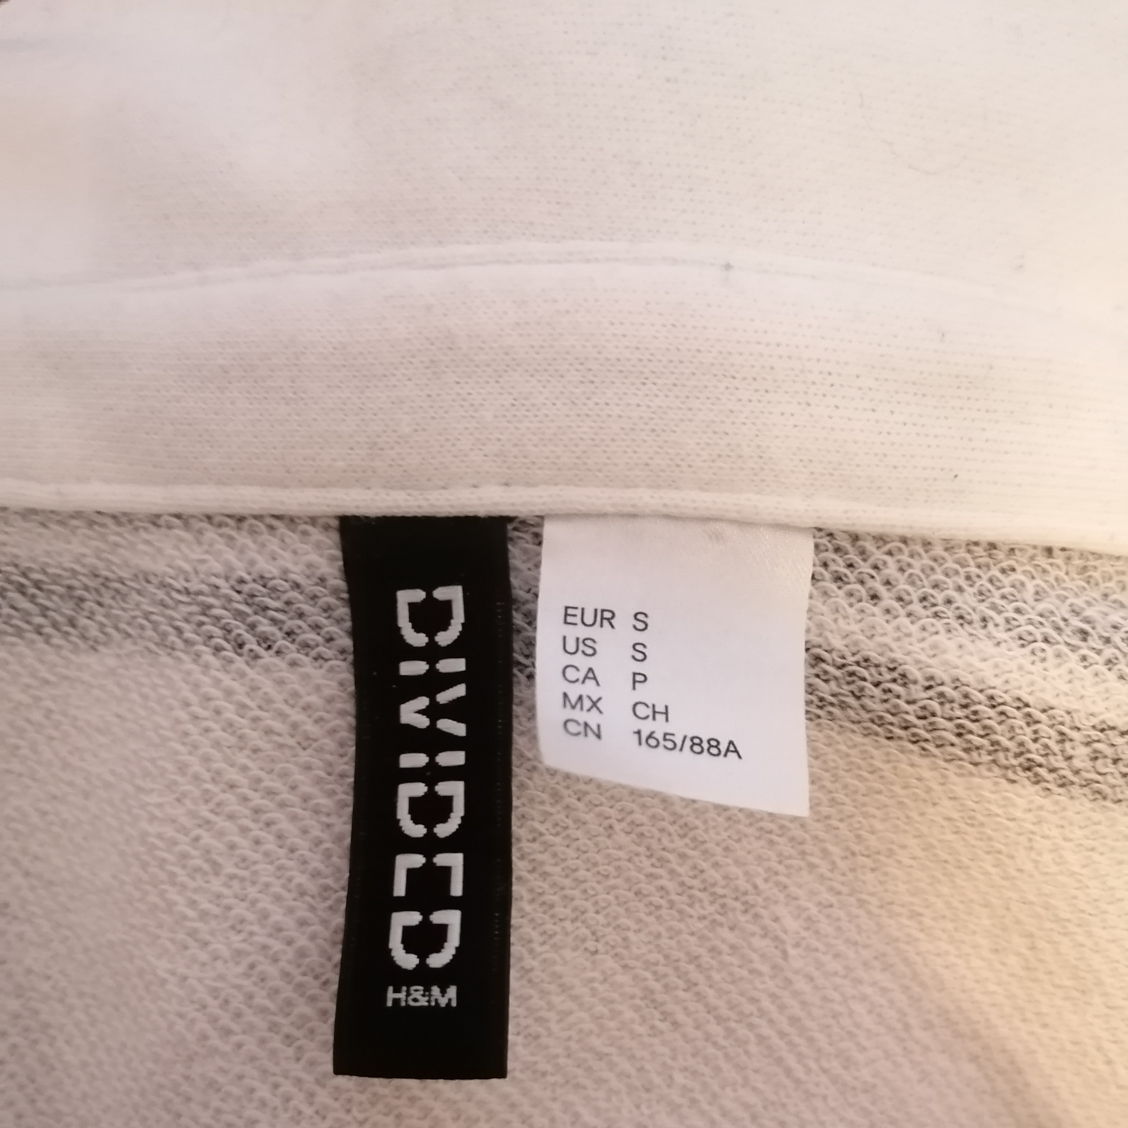 DIVIDED
H&M
EUR S
US S
CA P
MX CH
CN 165/88A